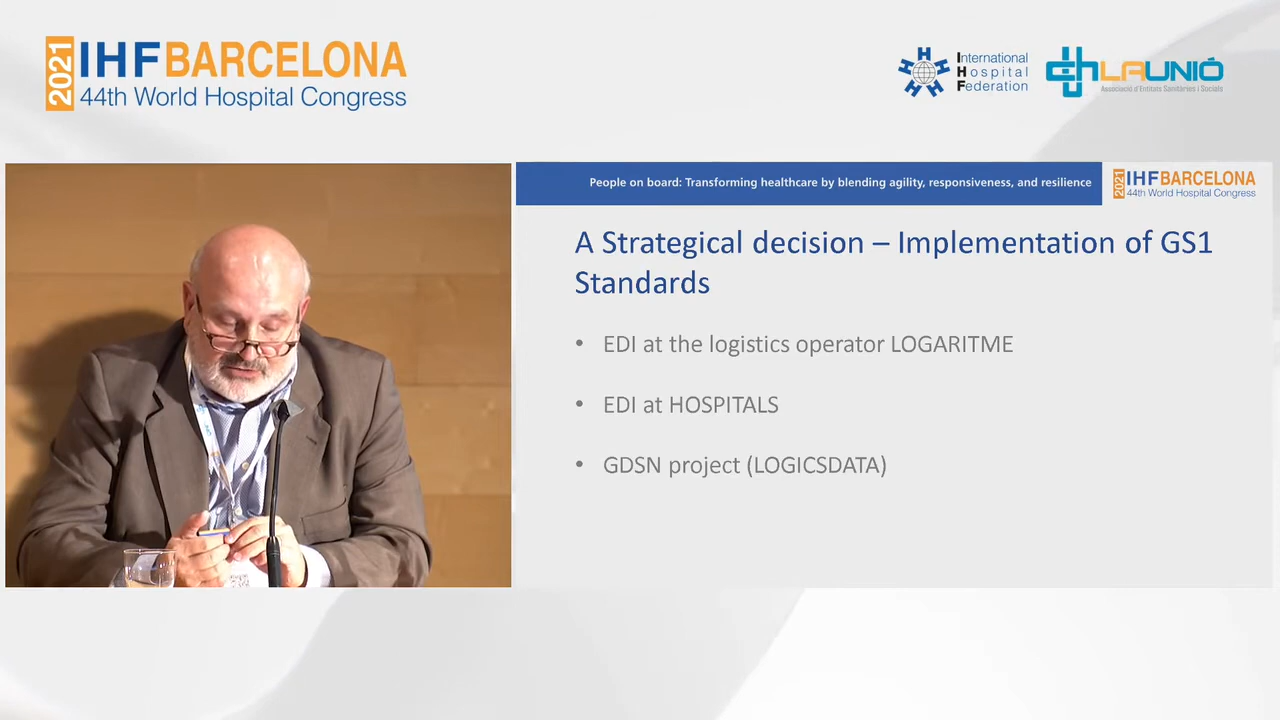 2021 IHF BARCELONA
44th World Hospital Congress
International
Hospital
Federation
LAUNIÓ
Associació d'Entitats Sanitàries i Socials
People on board: Transforming healthcare by blending agility, responsiveness, and resilience
2021 IHF BARCELONA
44th World Hospital Congress
A Strategical decision – Implementation of GS1
Standards
• EDI at the logistics operator LOGARITME
• EDI at HOSPITALS
• GDSN project (LOGICSDATA)